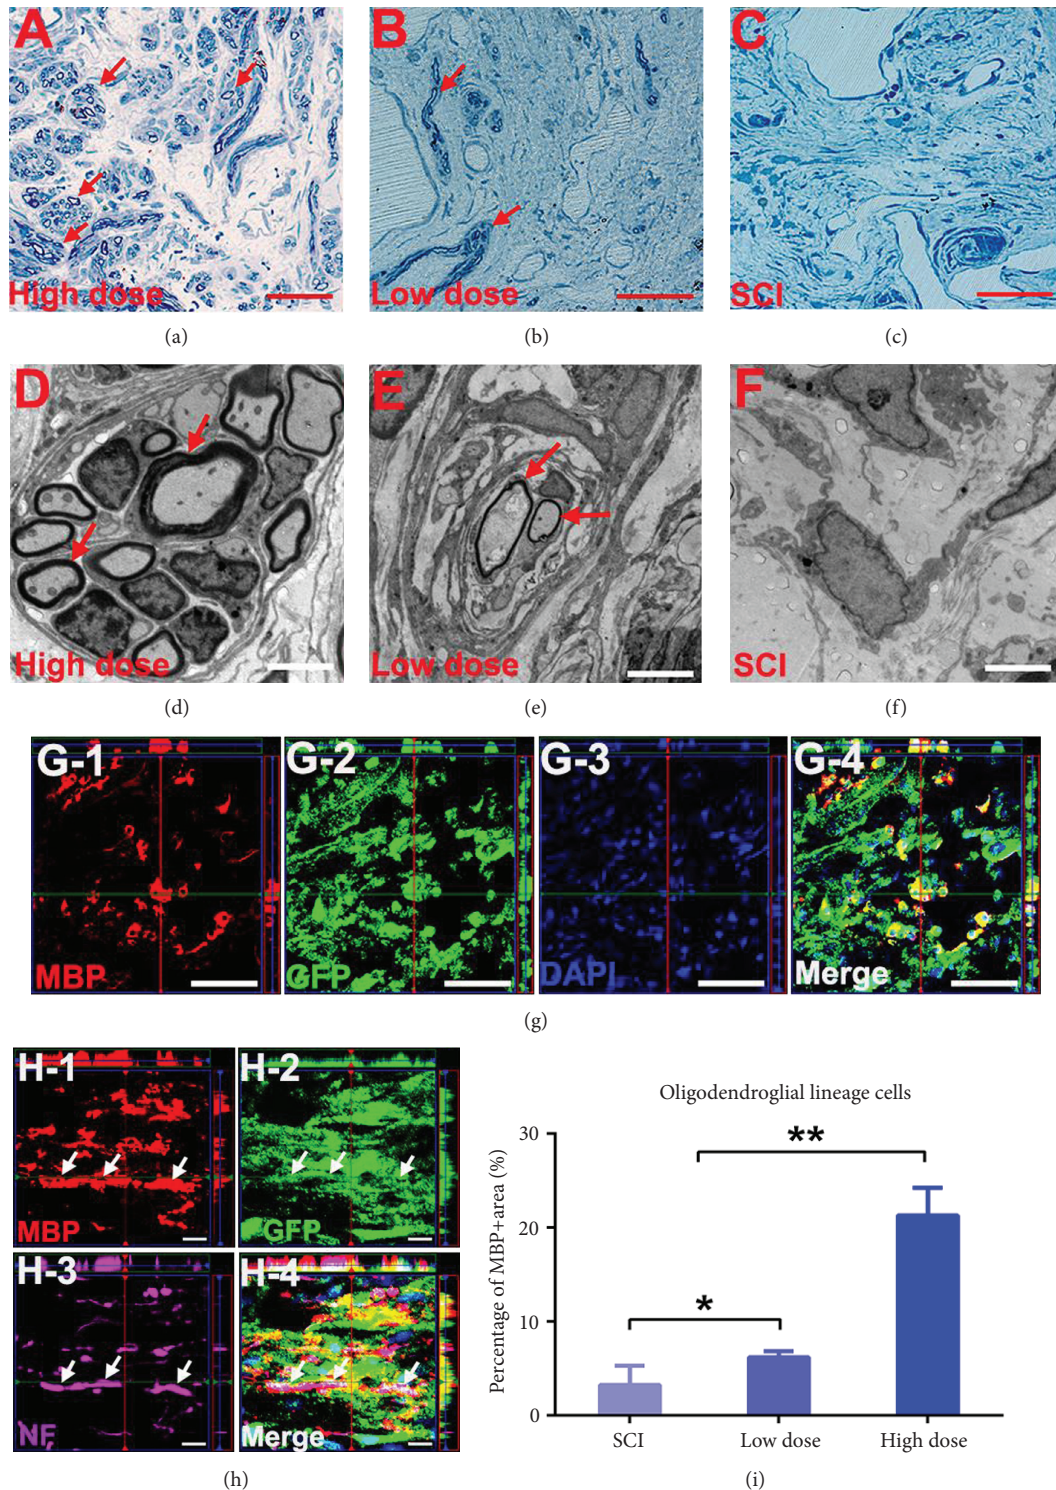 A
B
C
High dose
Low dose
SCI
(a)
(b)
(c)
D
E
F
High dose
Low dose
SCI
(d)
(e)
(f)
G-1
G-2
G-3
G-4
MBP
GFP
DAPI
Merge
(g)
H-1
H-2
MBP
GFP
H-3
H-4
NF
Merge
(h)
Oligodendroglial lineage cells
Percentage of MBP+area (%)
30
20
10
0
**
*
SCI
Low dose
High dose
(i)